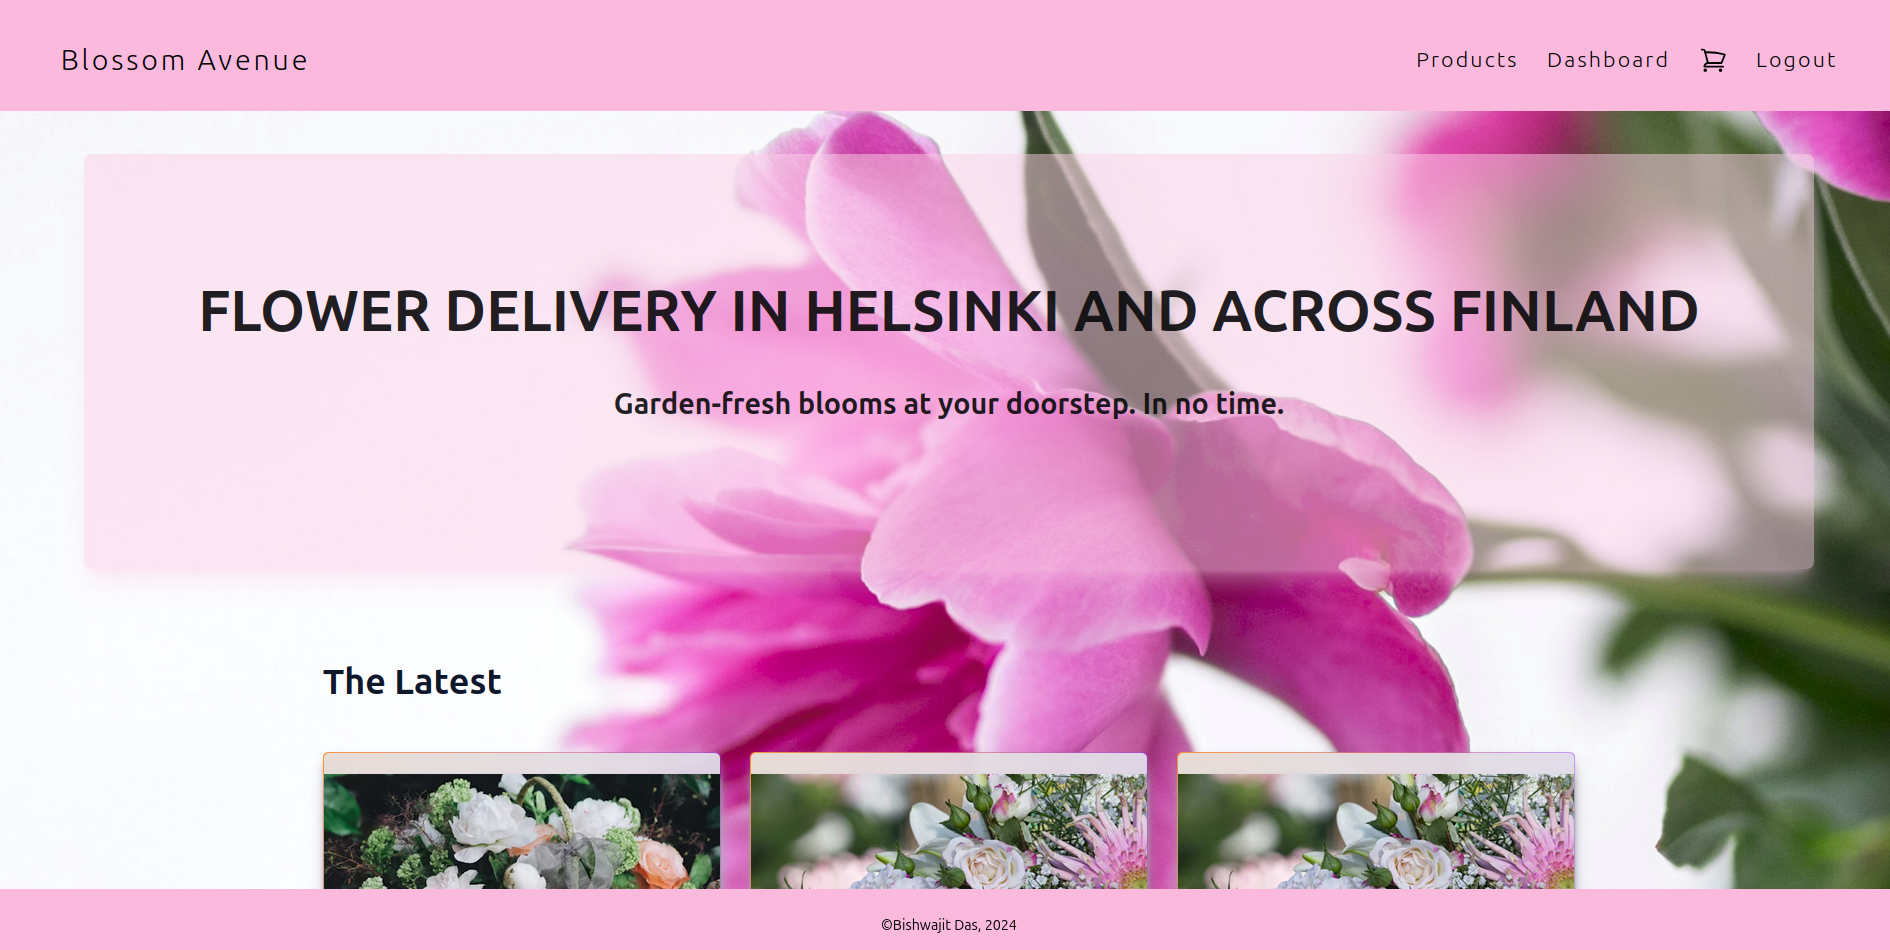 Blossom Avenue
Products Dashboard Logout
FLOWER DELIVERY IN HELSINKI AND ACROSS FINLAND
Garden-fresh blooms at your doorstep. In no time.
The Latest
©Bishwajit Das, 2024